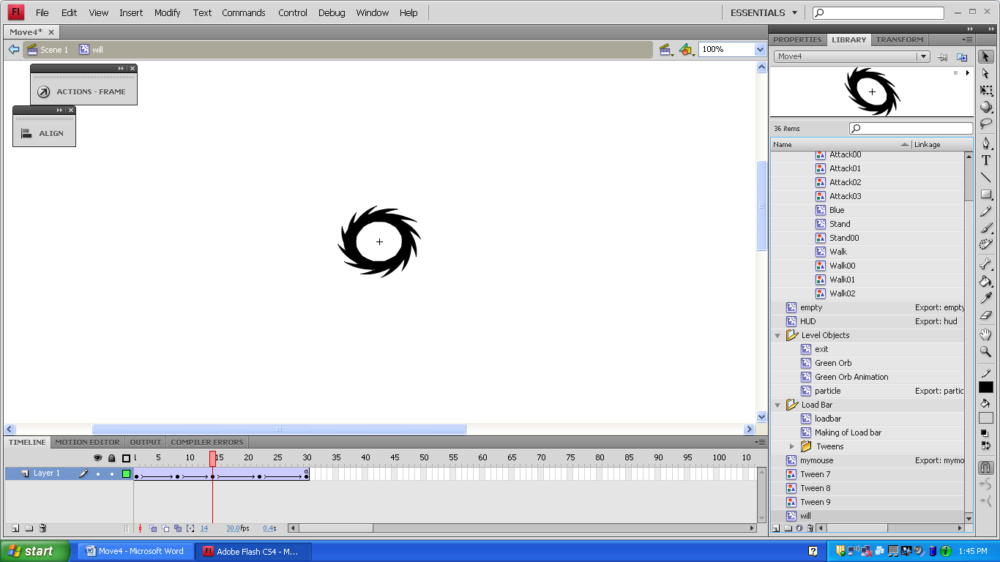 Fl File Edit View Insert Modify Text Commands Control Debug Window Help ESSENTIALS
Move4*
Scene 1 will 100%
PROPERTIES LIBRARY TRANSFORM
Move4
ACTIONS - FRAME
ALIGN
36 items
Name Linkage
Attack00
Attack01
Attack02
Attack03
Blue
Stand
Stand00
Walk
Walk00
Walk01
Walk02
empty Export: empty
HUD Export: hud
Level Objects
exit
Green Orb
Green Orb Animation
particle Export: partic
Load Bar
loadbar
Making of Load bar
Tweens
mymouse Export: mymo
Tween 7
Tween 8
Tween 9
will
TIMELINE MOTION EDITOR OUTPUT COMPILER ERRORS
5 10 15 20 25 30 35 40 45 50 55 60 65 70 75 80 85 90 95 100 10
Layer 1
14 30.0fps 0.4s
start Move4 - Microsoft Word Fl Adobe Flash CS4 - M... 1:45 PM